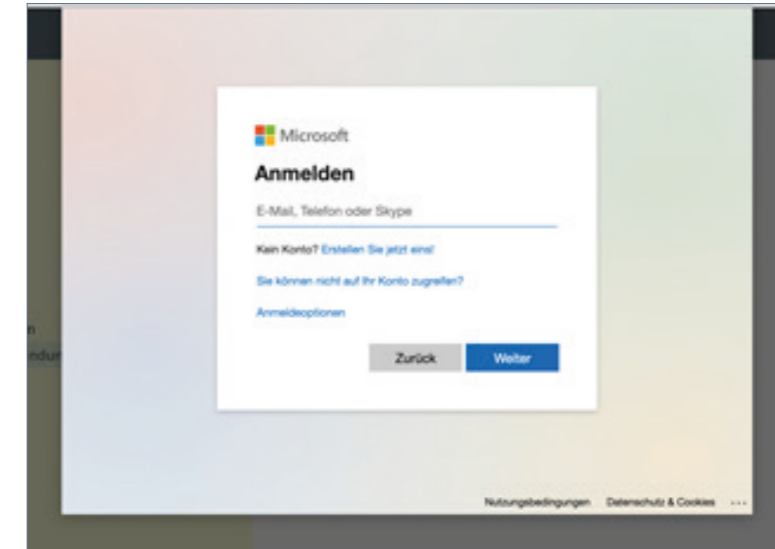 Microsoft
Anmelden
E-Mail, Telefon oder Skype
Kein Konto? Erstellen Sie jetzt eins!
Sie können nicht auf Ihr Konto zugreifen?
Anmeldeoptionen
Zurück Weiter
Nutzungsbedingungen Datenschutz & Cookies ...